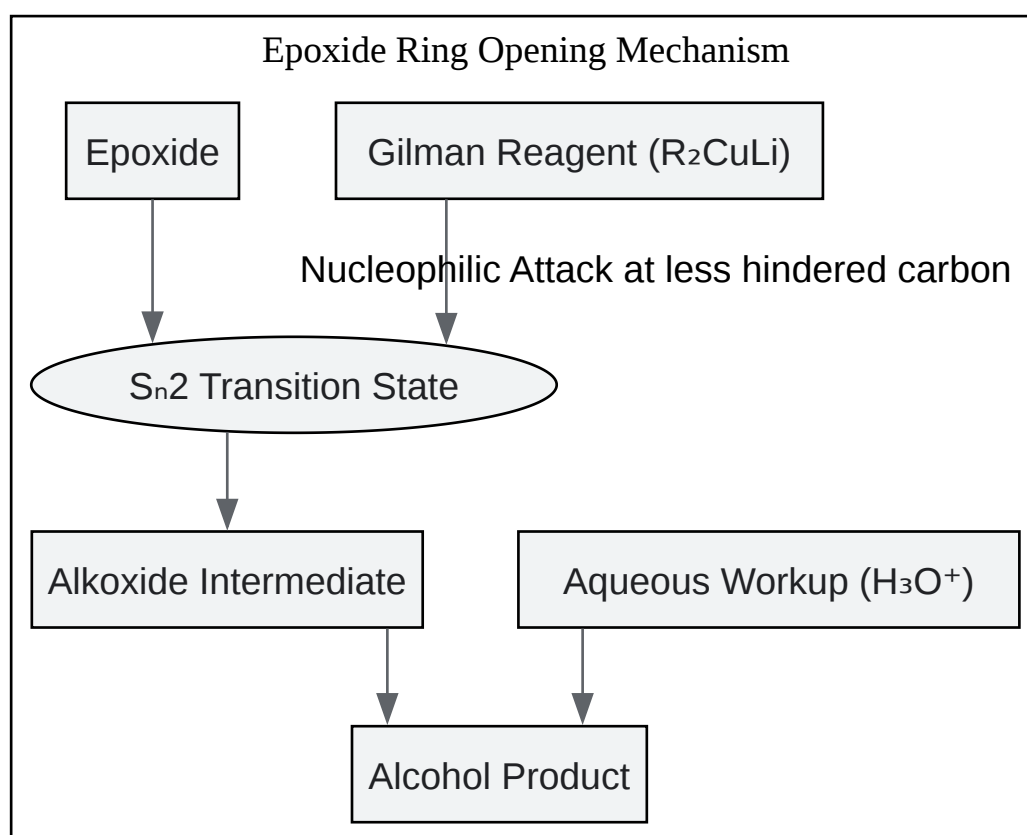 Epoxide Ring Opening Mechanism
Epoxide
Gilman Reagent (R₂CuLi)
Nucleophilic Attack at less hindered carbon
Sₙ2 Transition State
Alkoxide Intermediate
Aqueous Workup (H₃O⁺)
Alcohol Product